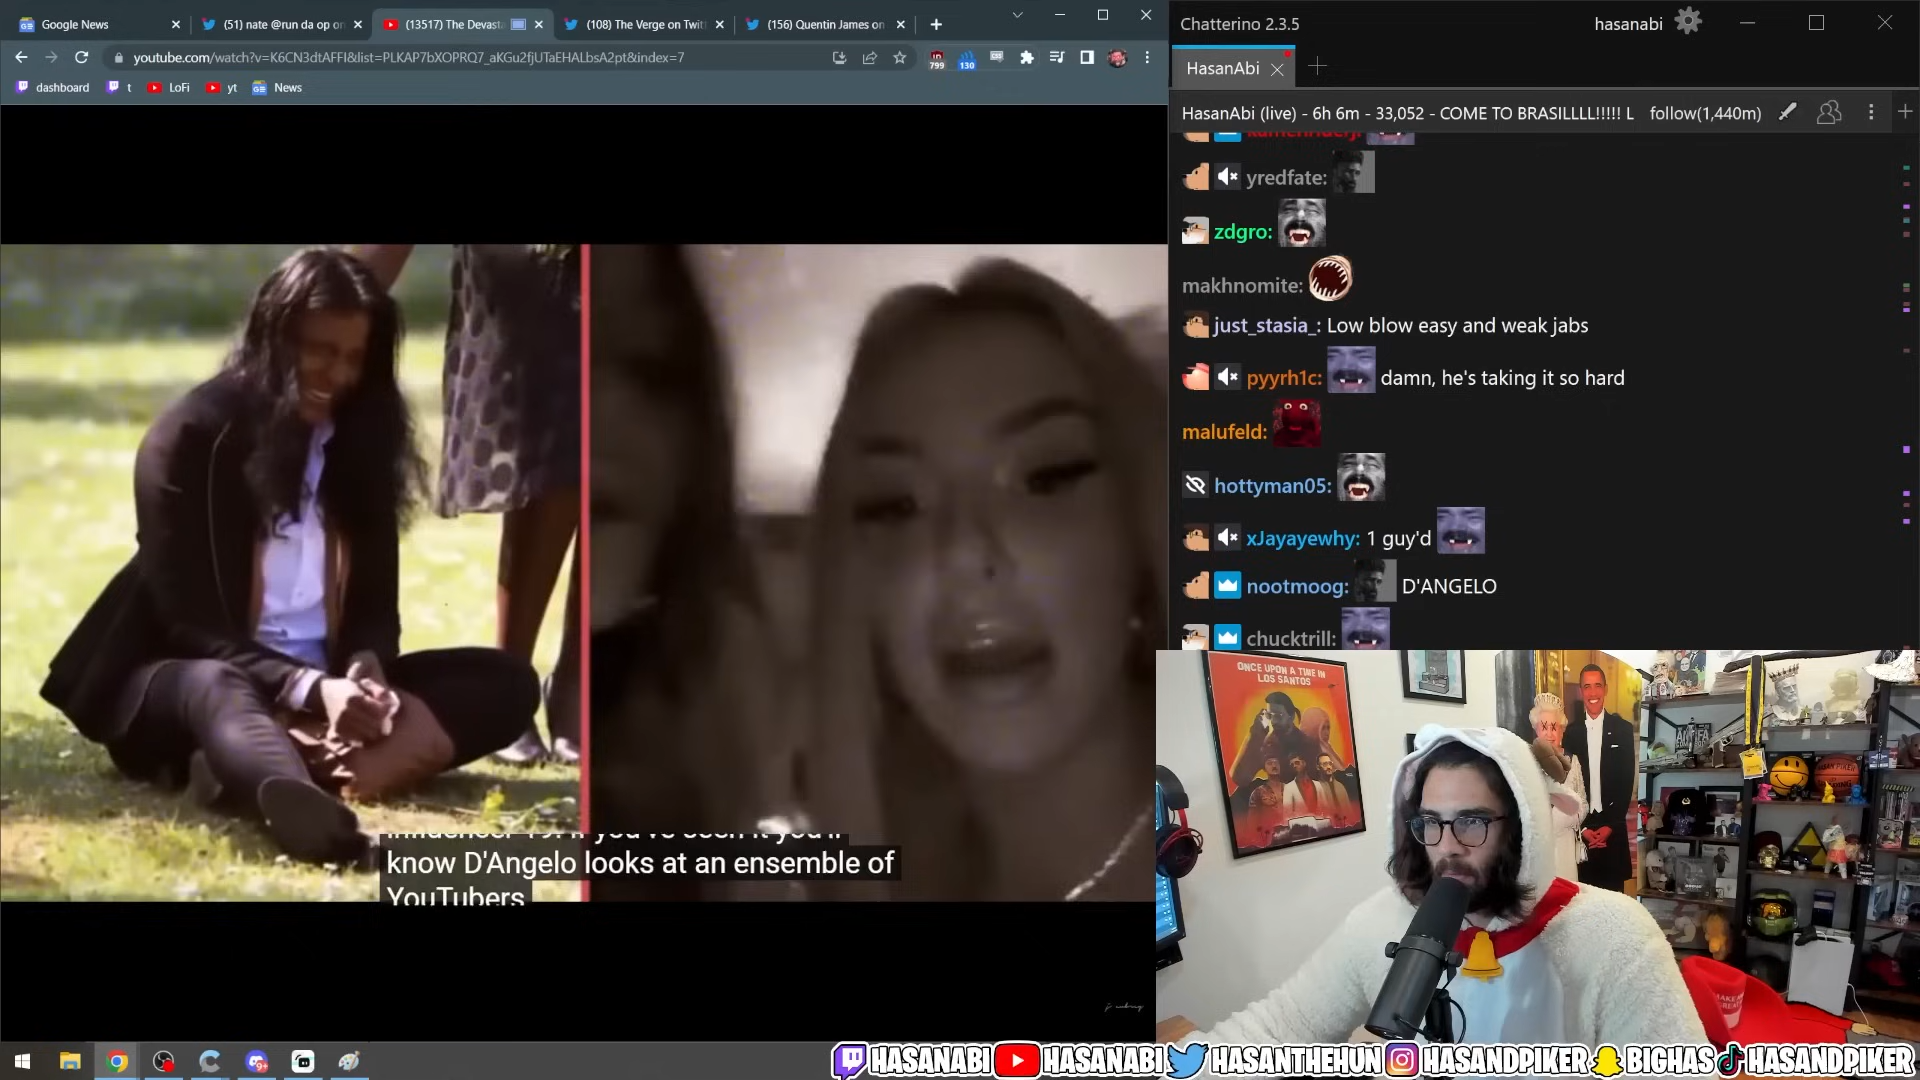 Google News
(51) nate @run da op on
(13517) The Devast
(108) The Verge on Twit
(156) Quentin James on
youtube.com/watch?v=K6CN3dtAFFI&list=PLKAP7bXOPRQ7_aKGu2fjUTaEHALbsA2pt&index=7
799
130
dashboard
t
LoFi
yt
News
know D'Angelo looks at an ensemble of
YouTubers
Chatterino 2.3.5
hasanabi
HasanAbi
HasanAbi (live) - 6h 6m - 33,052 - COME TO BRASILLLL!!!!! L
follow(1,440m)
yredfate:
zdgro:
makhnomite:
just_stasia_: Low blow easy and weak jabs
pyyrh1c: damn, he's taking it so hard
malufeld:
hottyman05:
xJayayewhy: 1 guy'd
nootmoog: D'ANGELO
chucktrill:
ONCE UPON A TIME IN
LOS SANTOS
HASANABI
HASANABI
HASANTHEHUN
HASANDPIKER
BIGHAS
HASANDPIKER